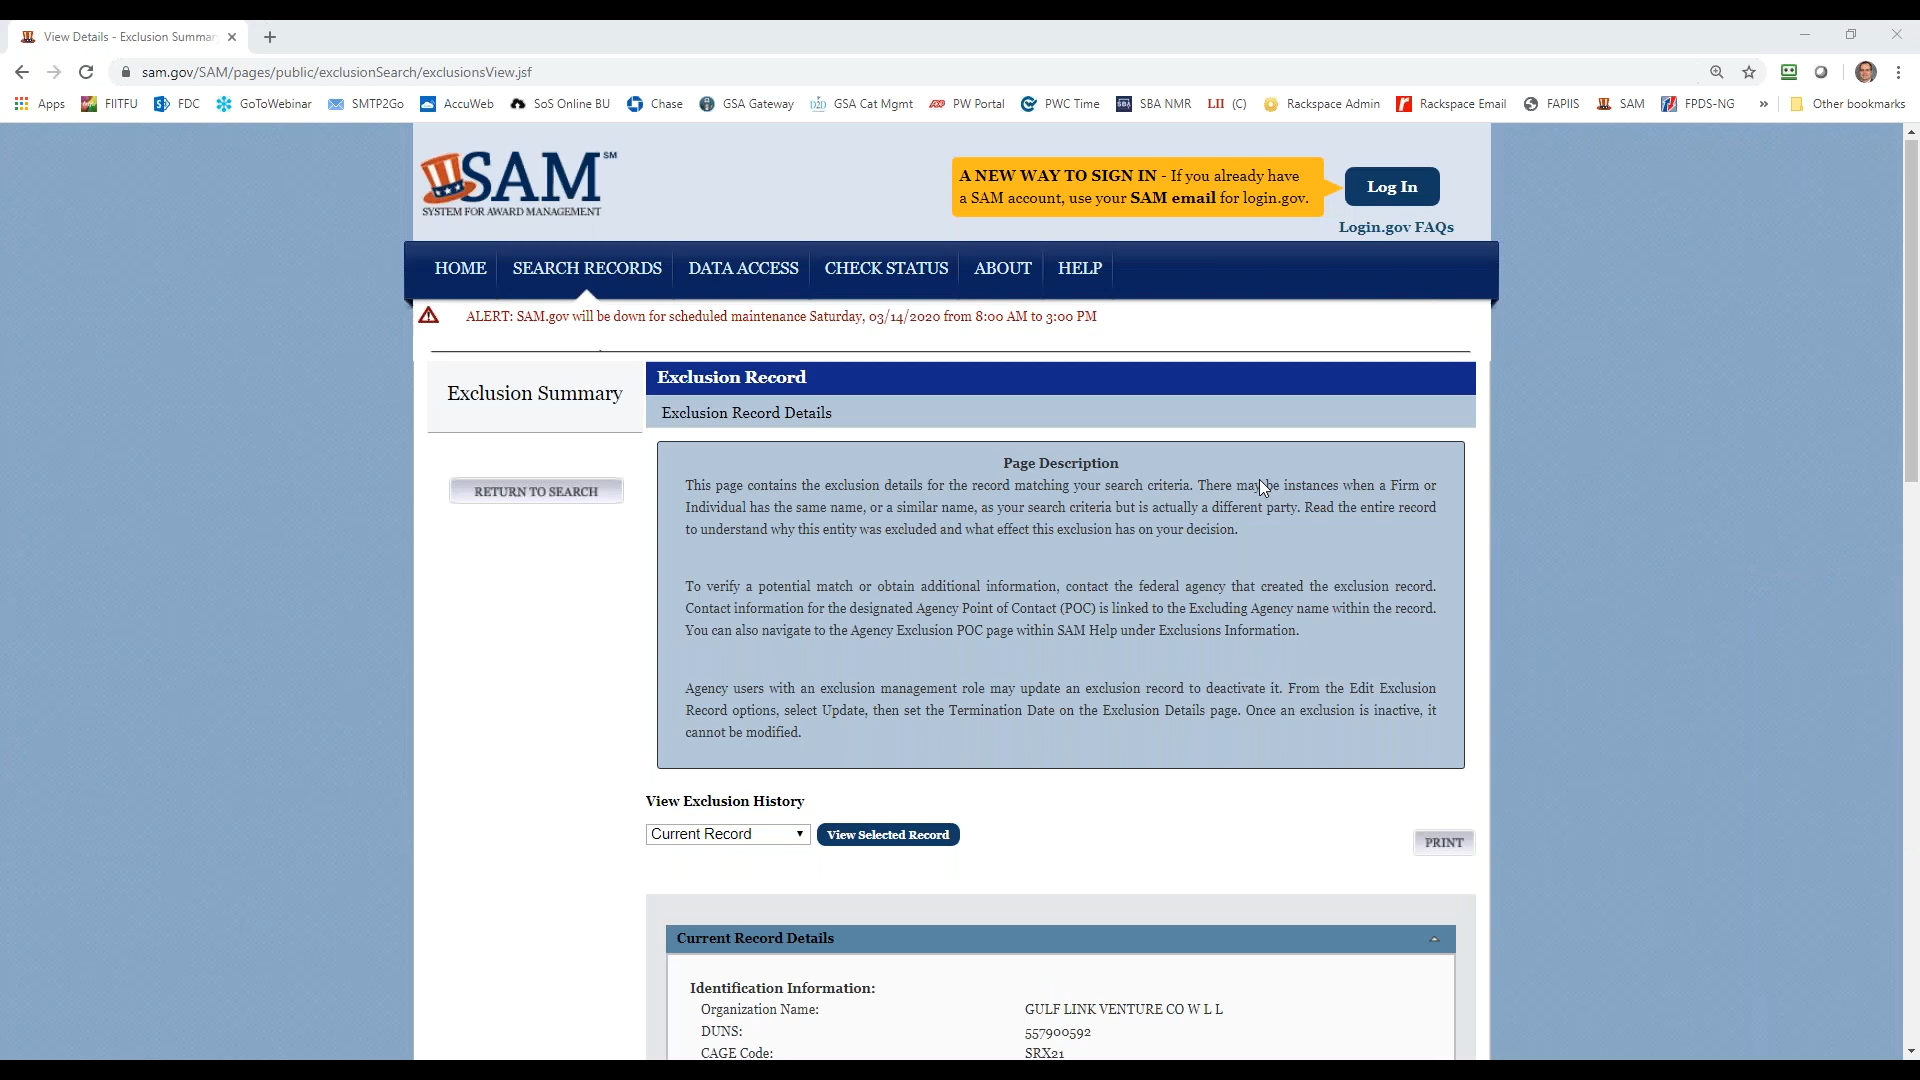 View Details - Exclusion Summar
sam.gov/SAM/pages/public/exclusionSearch/exclusionsView.jsf
Apps FIITFU FDC GoToWebinar SMTP2Go AccuWeb SoS Online BU Chase GSA Gateway GSA Cat Mgmt PW Portal PWC Time SBA NMR LII (C) Rackspace Admin Rackspace Email FAPIIS SAM FPDS-NG » Other bookmarks
SAM SM
SYSTEM FOR AWARD MANAGEMENT
A NEW WAY TO SIGN IN - If you already have
a SAM account, use your SAM email for login.gov.
Log In
Login.gov FAQs
HOME SEARCH RECORDS DATA ACCESS CHECK STATUS ABOUT HELP
ALERT: SAM.gov will be down for scheduled maintenance Saturday, 03/14/2020 from 8:00 AM to 3:00 PM
Exclusion Summary
RETURN TO SEARCH
Exclusion Record
Exclusion Record Details
Page Description
This page contains the exclusion details for the record matching your search criteria. There may be instances when a Firm or
Individual has the same name, or a similar name, as your search criteria but is actually a different party. Read the entire record
to understand why this entity was excluded and what effect this exclusion has on your decision.
To verify a potential match or obtain additional information, contact the federal agency that created the exclusion record.
Contact information for the designated Agency Point of Contact (POC) is linked to the Excluding Agency name within the record.
You can also navigate to the Agency Exclusion POC page within SAM Help under Exclusions Information.
Agency users with an exclusion management role may update an exclusion record to deactivate it. From the Edit Exclusion
Record options, select Update, then set the Termination Date on the Exclusion Details page. Once an exclusion is inactive, it
cannot be modified.
View Exclusion History
Current Record View Selected Record
PRINT
Current Record Details
Identification Information:
Organization Name: GULF LINK VENTURE CO W L L
DUNS: 557900592
CAGE Code: SRX21